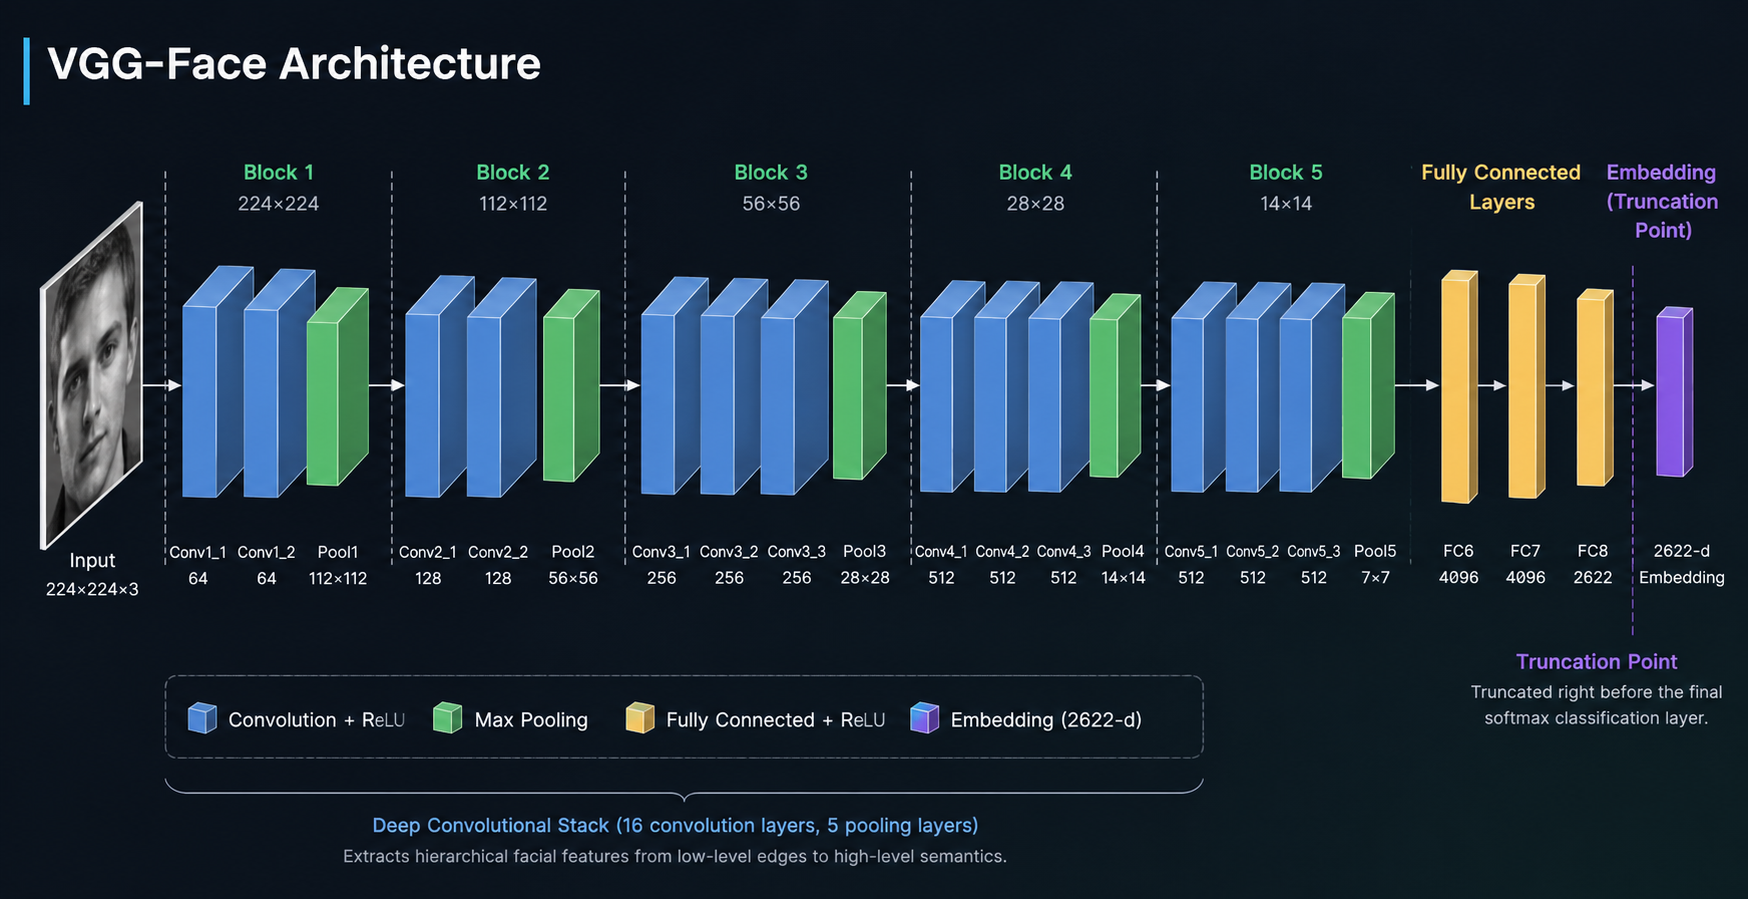 VGG-Face Architecture
Block 1
224×224
Block 2
112×112
Block 3
56×56
Block 4
28×28
Block 5
14×14
Fully Connected
Layers
Embedding
(Truncation
Point)
Input
224×224×3
Conv1_1
64
Conv1_2
64
Pool1
112×112
Conv2_1
128
Conv2_2
128
Pool2
56×56
Conv3_1
256
Conv3_2
256
Conv3_3
256
Pool3
28×28
Conv4_1
512
Conv4_2
512
Conv4_3
512
Pool4
14×14
Conv5_1
512
Conv5_2
512
Conv5_3
512
Pool5
7×7
FC6
4096
FC7
4096
FC8
2622
2622-d
Embedding
Truncation Point
Truncated right before the final
softmax classification layer.
Convolution + ReLU
Max Pooling
Fully Connected + ReLU
Embedding (2622-d)
Deep Convolutional Stack (16 convolution layers, 5 pooling layers)
Extracts hierarchical facial features from low-level edges to high-level semantics.